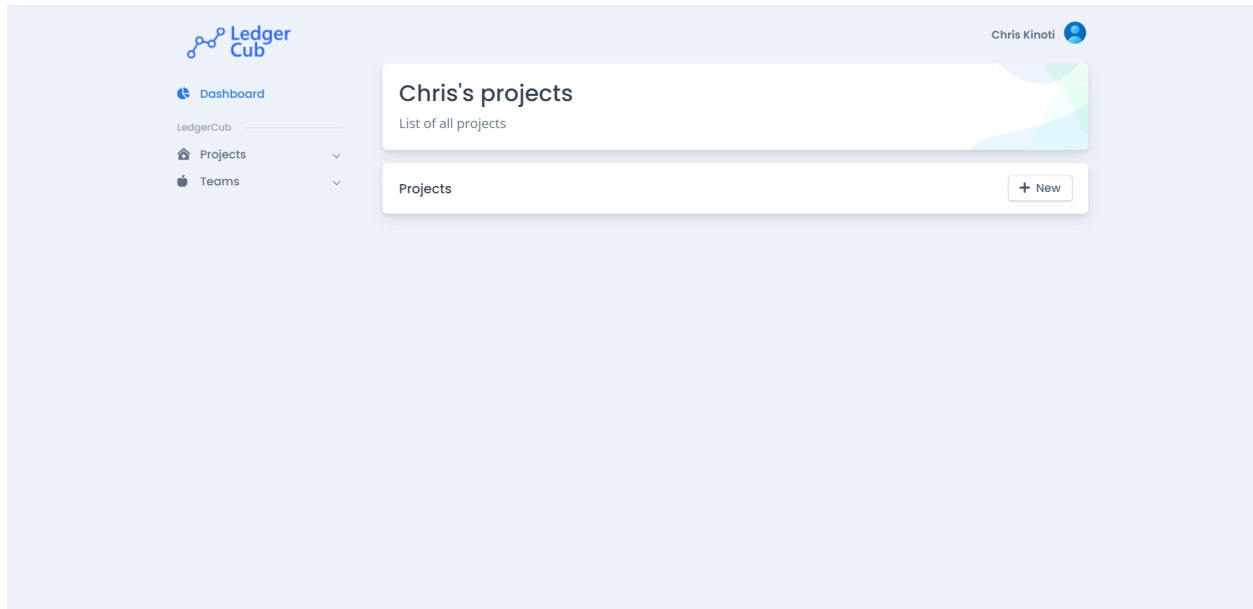 Ledger
Cub
Chris Kinoti
Dashboard
LedgerCub
Projects
Teams
Chris's projects
List of all projects
Projects
New